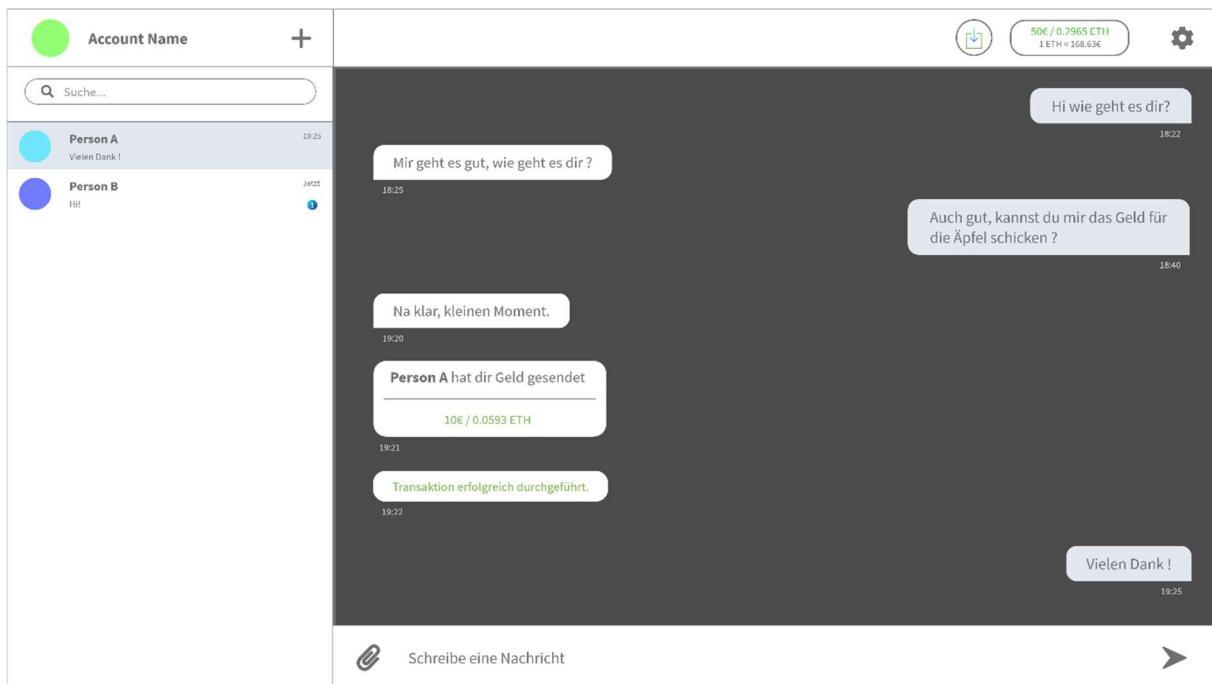 Account Name
50€ / 0.2965 ETH
1 ETH = 168.63€
Suche...
Person A
19:25
Vielen Dank !
Person B
Jetzt
Hi!
1
Hi wie geht es dir?
18:22
Mir geht es gut, wie geht es dir ?
18:25
Auch gut, kannst du mir das Geld für
die Äpfel schicken ?
18:40
Na klar, kleinen Moment.
19:20
Person A hat dir Geld gesendet
10€ / 0.0593 ETH
19:21
Transaktion erfolgreich durchgeführt.
19:22
Vielen Dank !
19:25
Schreibe eine Nachricht